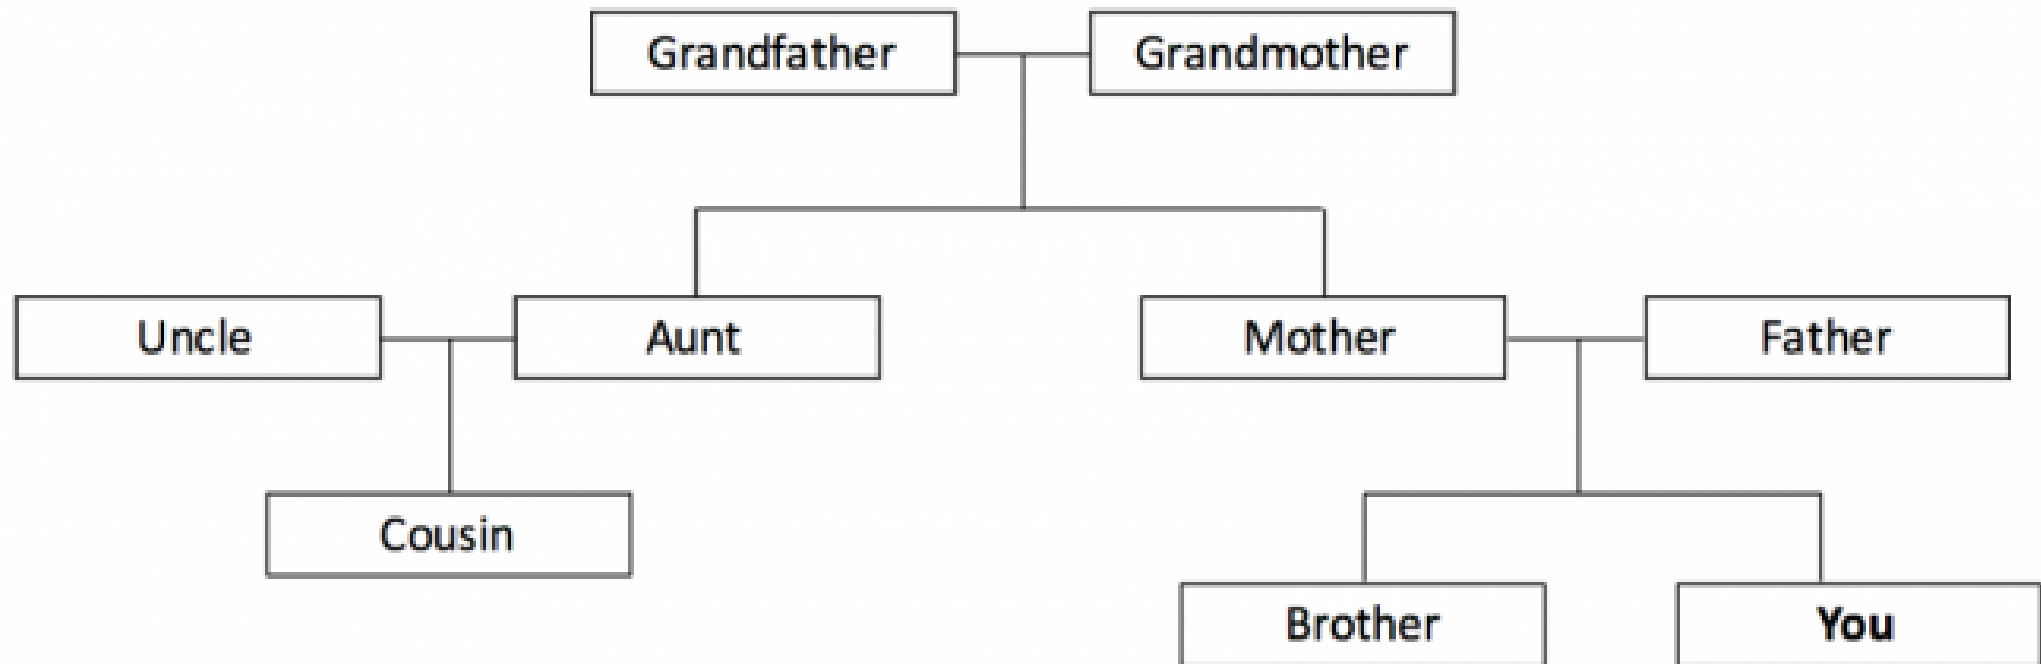 Grandfather
Grandmother
Uncle
Aunt
Mother
Father
Cousin
Brother
You